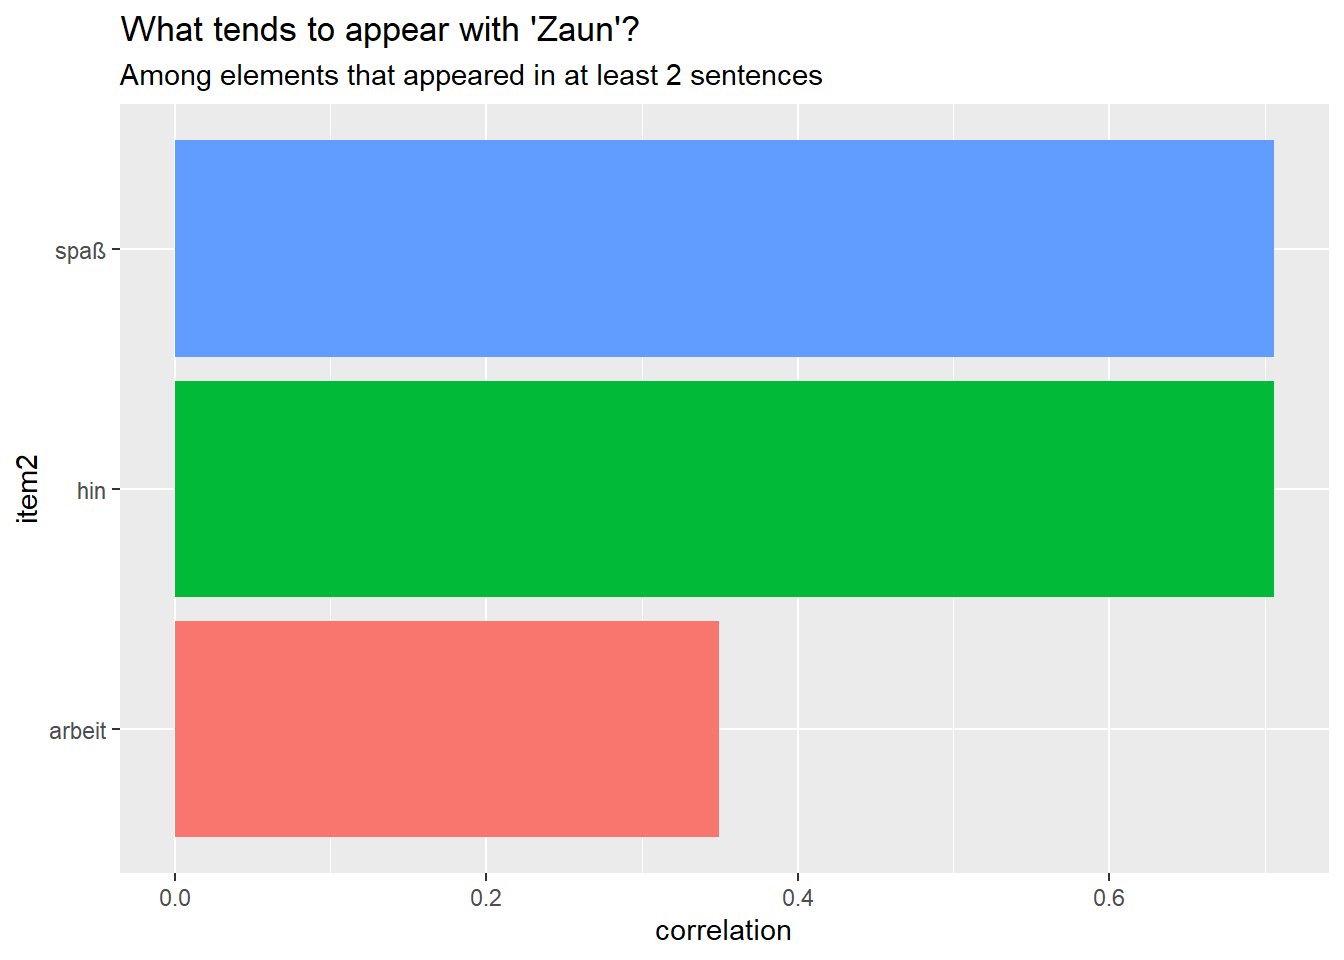 What tends to appear with 'Zaun'?
Among elements that appeared in at least 2 sentences
spaß
hin
arbeit
item2
0.0 0.2 0.4 0.6
correlation